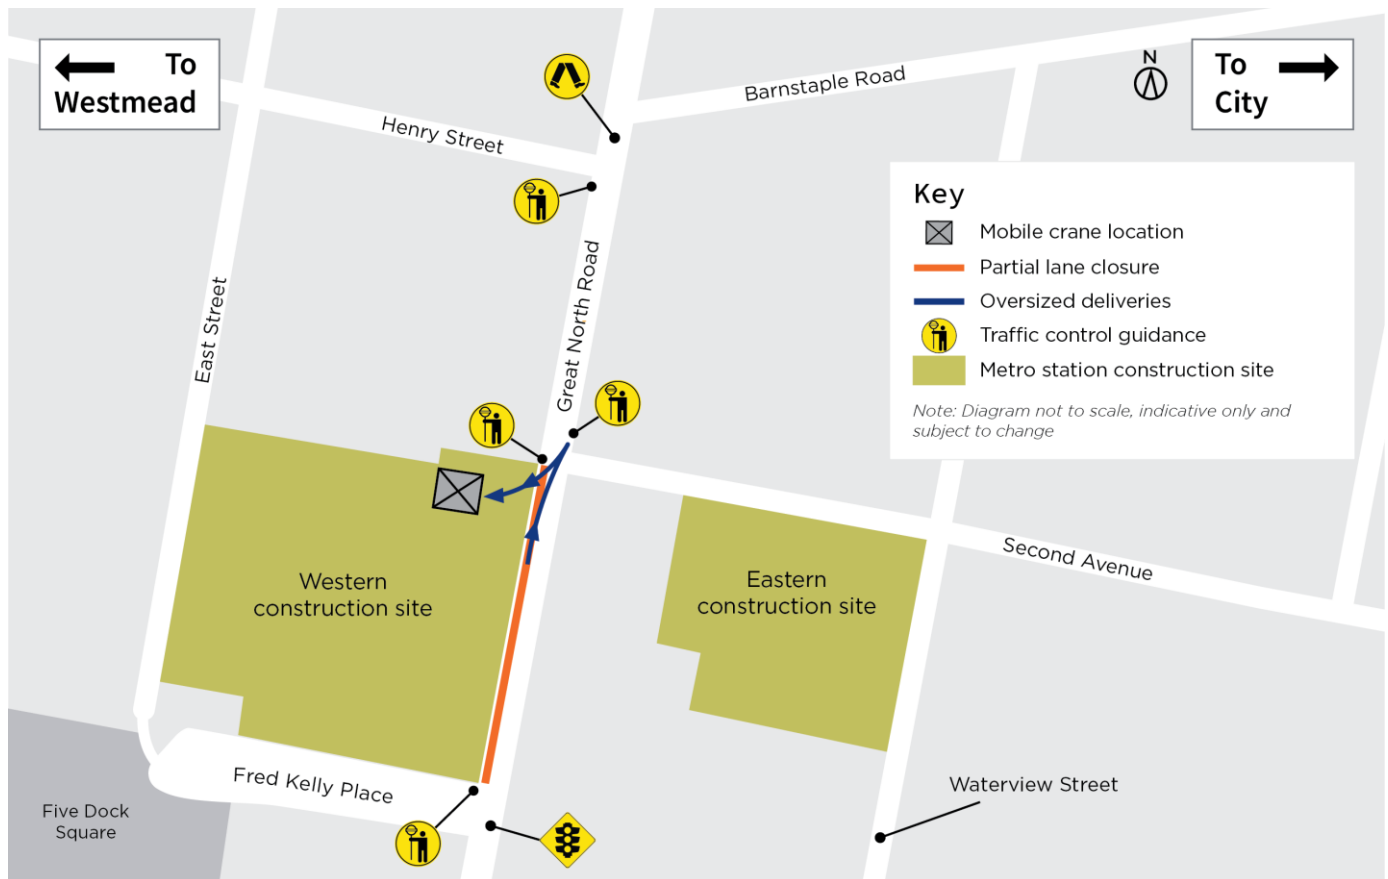 To
Westmead
N
To
City
Barnstaple Road
Henry Street
Key
Mobile crane location
Partial lane closure
Oversized deliveries
Traffic control guidance
Metro station construction site
Note: Diagram not to scale, indicative only and
subject to change
Great North Road
East Street
Western
construction site
Eastern
construction site
Second Avenue
Fred Kelly Place
Waterview Street
Five Dock
Square